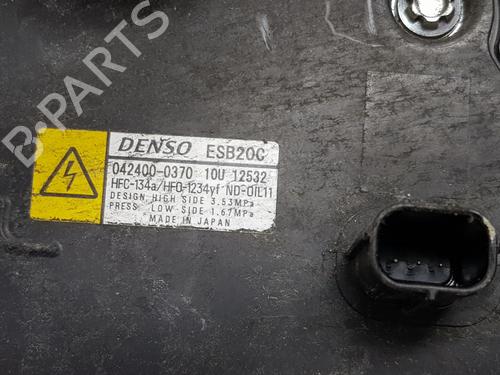 DENSO ESB20C
042400-0370 10U 12532
HFC-134a/HFO-1234yf ND-OIL11
DESIGN HIGH SIDE 3.53MPa
PRESS LOW SIDE 1.67MPa
MADE IN JAPAN
B-PARTS